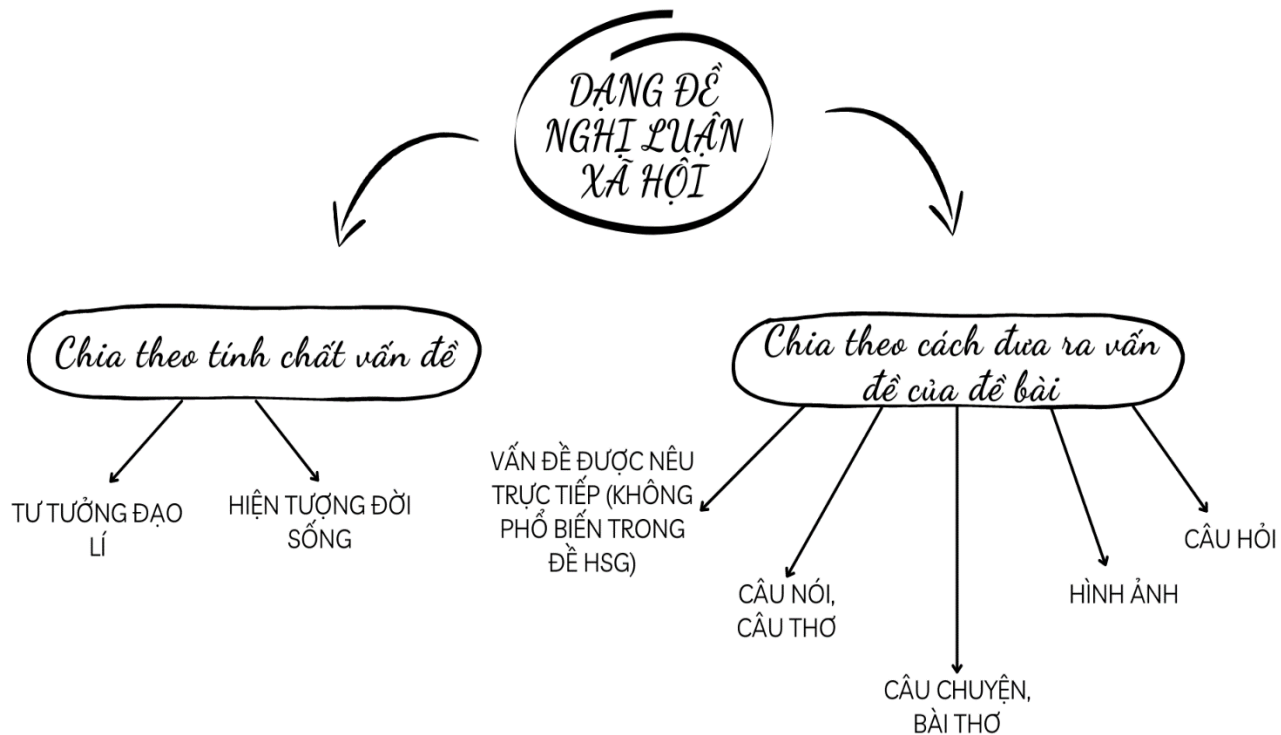 DẠNG ĐỀ
NGHỊ LUẬN
XÃ HỘI
Chia theo tính chất vấn đề
TƯ TƯỞNG ĐẠO
LÍ
HIỆN TƯỢNG ĐỜI
SỐNG
Chia theo cách đưa ra vấn
đề của đề bài
VẤN ĐỀ ĐƯỢC NÊU
TRỰC TIẾP (KHÔNG
PHỔ BIẾN TRONG
ĐỀ HSG)
CÂU NÓI,
CÂU THƠ
CÂU CHUYỆN,
BÀI THƠ
HÌNH ẢNH
CÂU HỎI